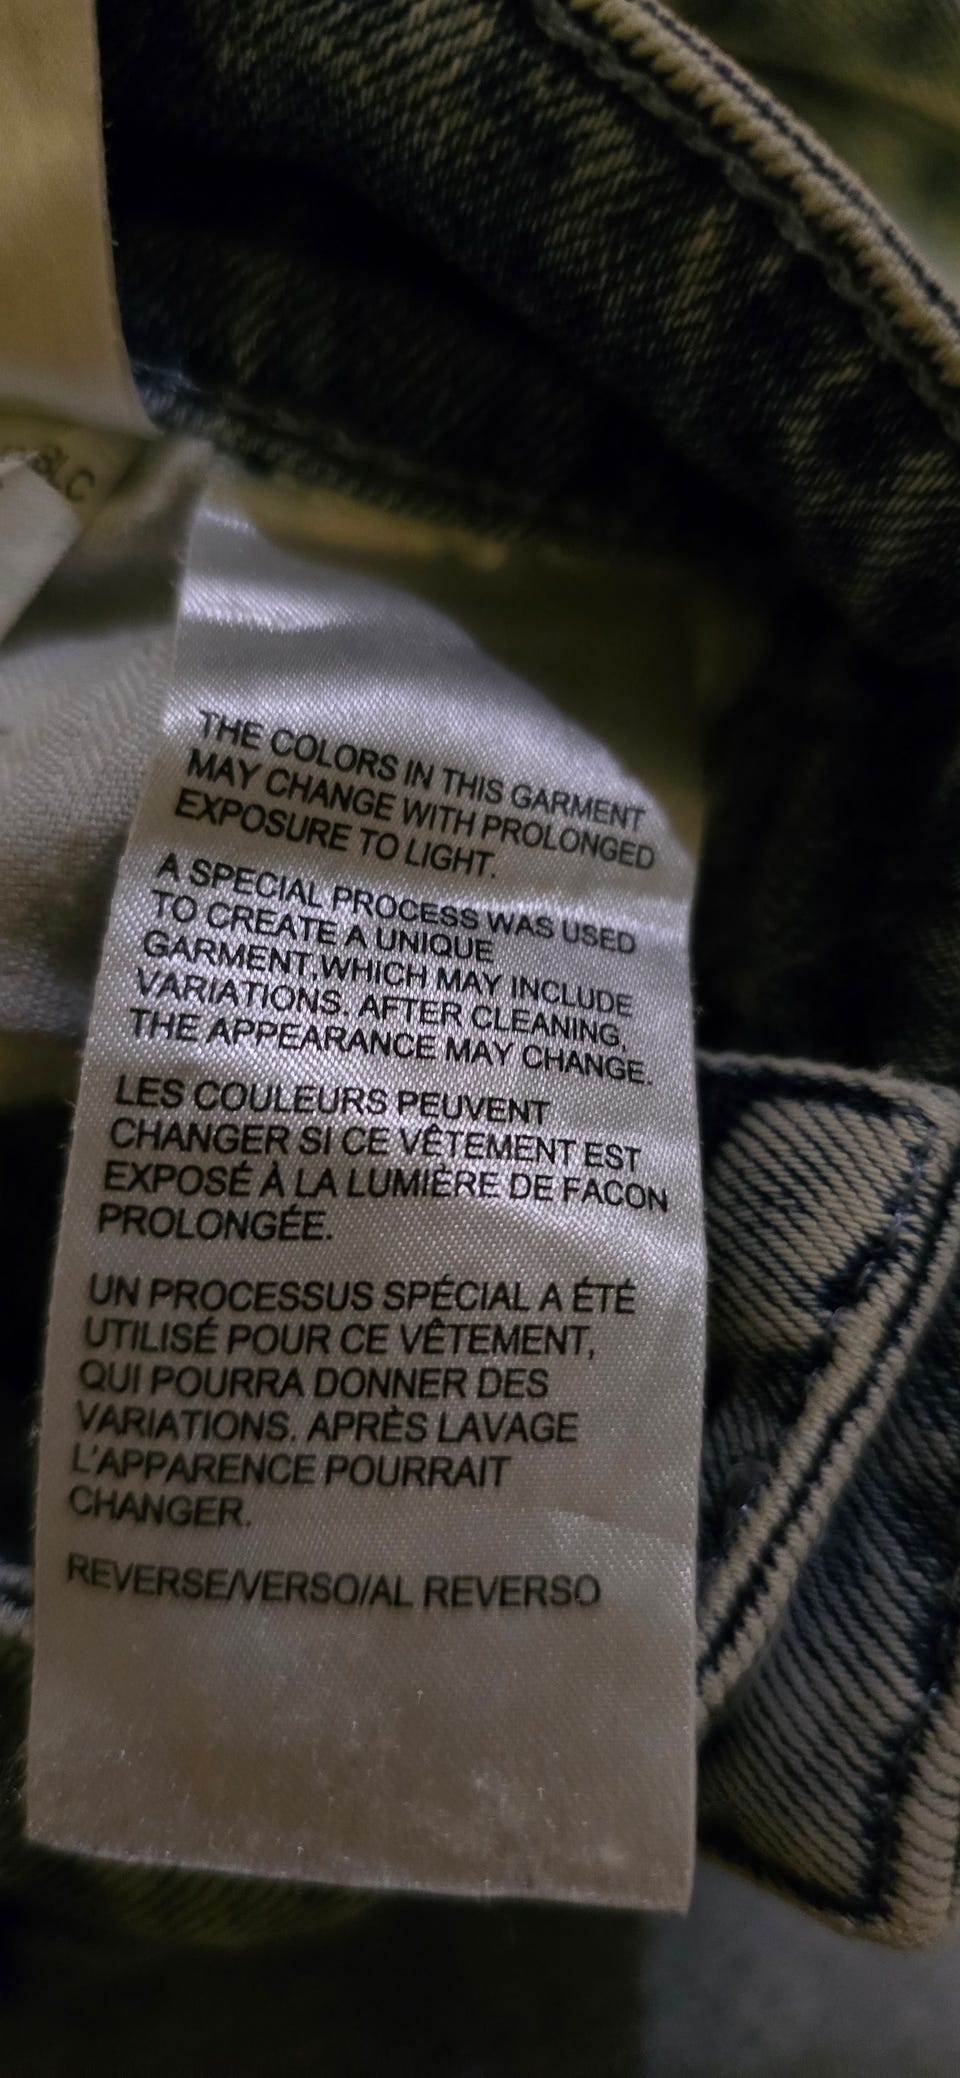 BLC
THE COLORS IN THIS GARMENT
MAY CHANGE WITH PROLONGED
EXPOSURE TO LIGHT.
A SPECIAL PROCESS WAS USED
TO CREATE A UNIQUE
GARMENT,WHICH MAY INCLUDE
VARIATIONS. AFTER CLEANING,
THE APPEARANCE MAY CHANGE.
LES COULEURS PEUVENT
CHANGER SI CE VÊTEMENT EST
EXPOSÉ À LA LUMIÈRE DE FACON
PROLONGÉE.
UN PROCESSUS SPÉCIAL A ÉTÉ
UTILISÉ POUR CE VÊTEMENT,
QUI POURRA DONNER DES
VARIATIONS. APRÈS LAVAGE
L'APPARENCE POURRAIT
CHANGER.
REVERSE/VERSO/AL REVERSO